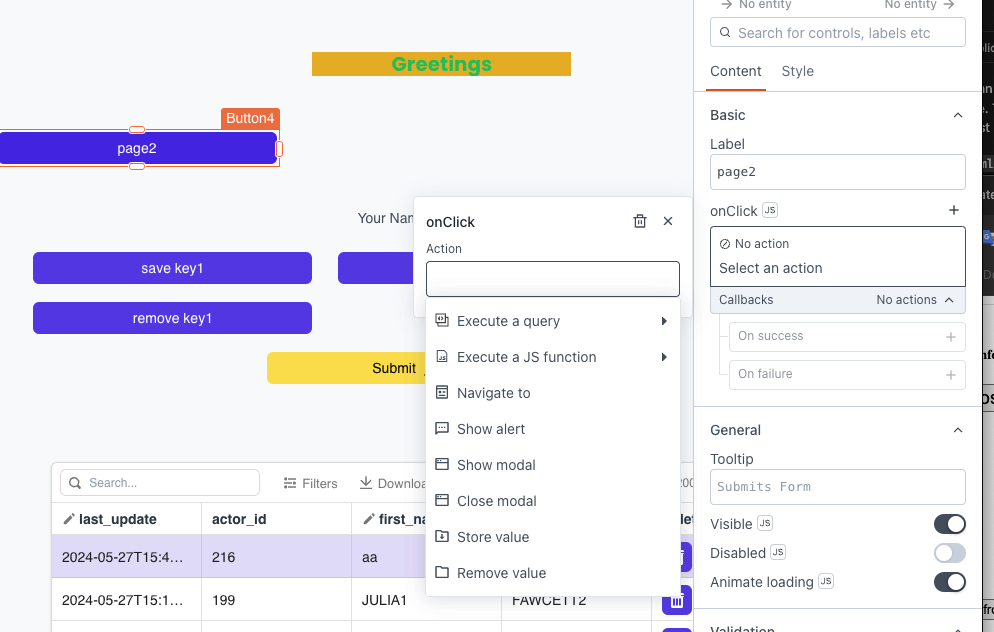 No entity
No entity
Search for controls, labels etc
Content Style
Greetings
Button4
page2
Basic
Label
page2
onClick JS
No action
Select an action
Callbacks No actions
On success
On failure
Your Nam
onClick
Action
save key1
remove key1
Submit
Execute a query
Execute a JS function
Navigate to
Show alert
Show modal
Close modal
Store value
Remove value
General
Tooltip
Submits Form
Visible JS
Disabled JS
Animate loading JS
Validation
Search...
Filters
Downloa
last_update actor_id first_na
2024-05-27T15:4... 216 aa
2024-05-27T15:1... 199 JULIA1 FAWCETT2